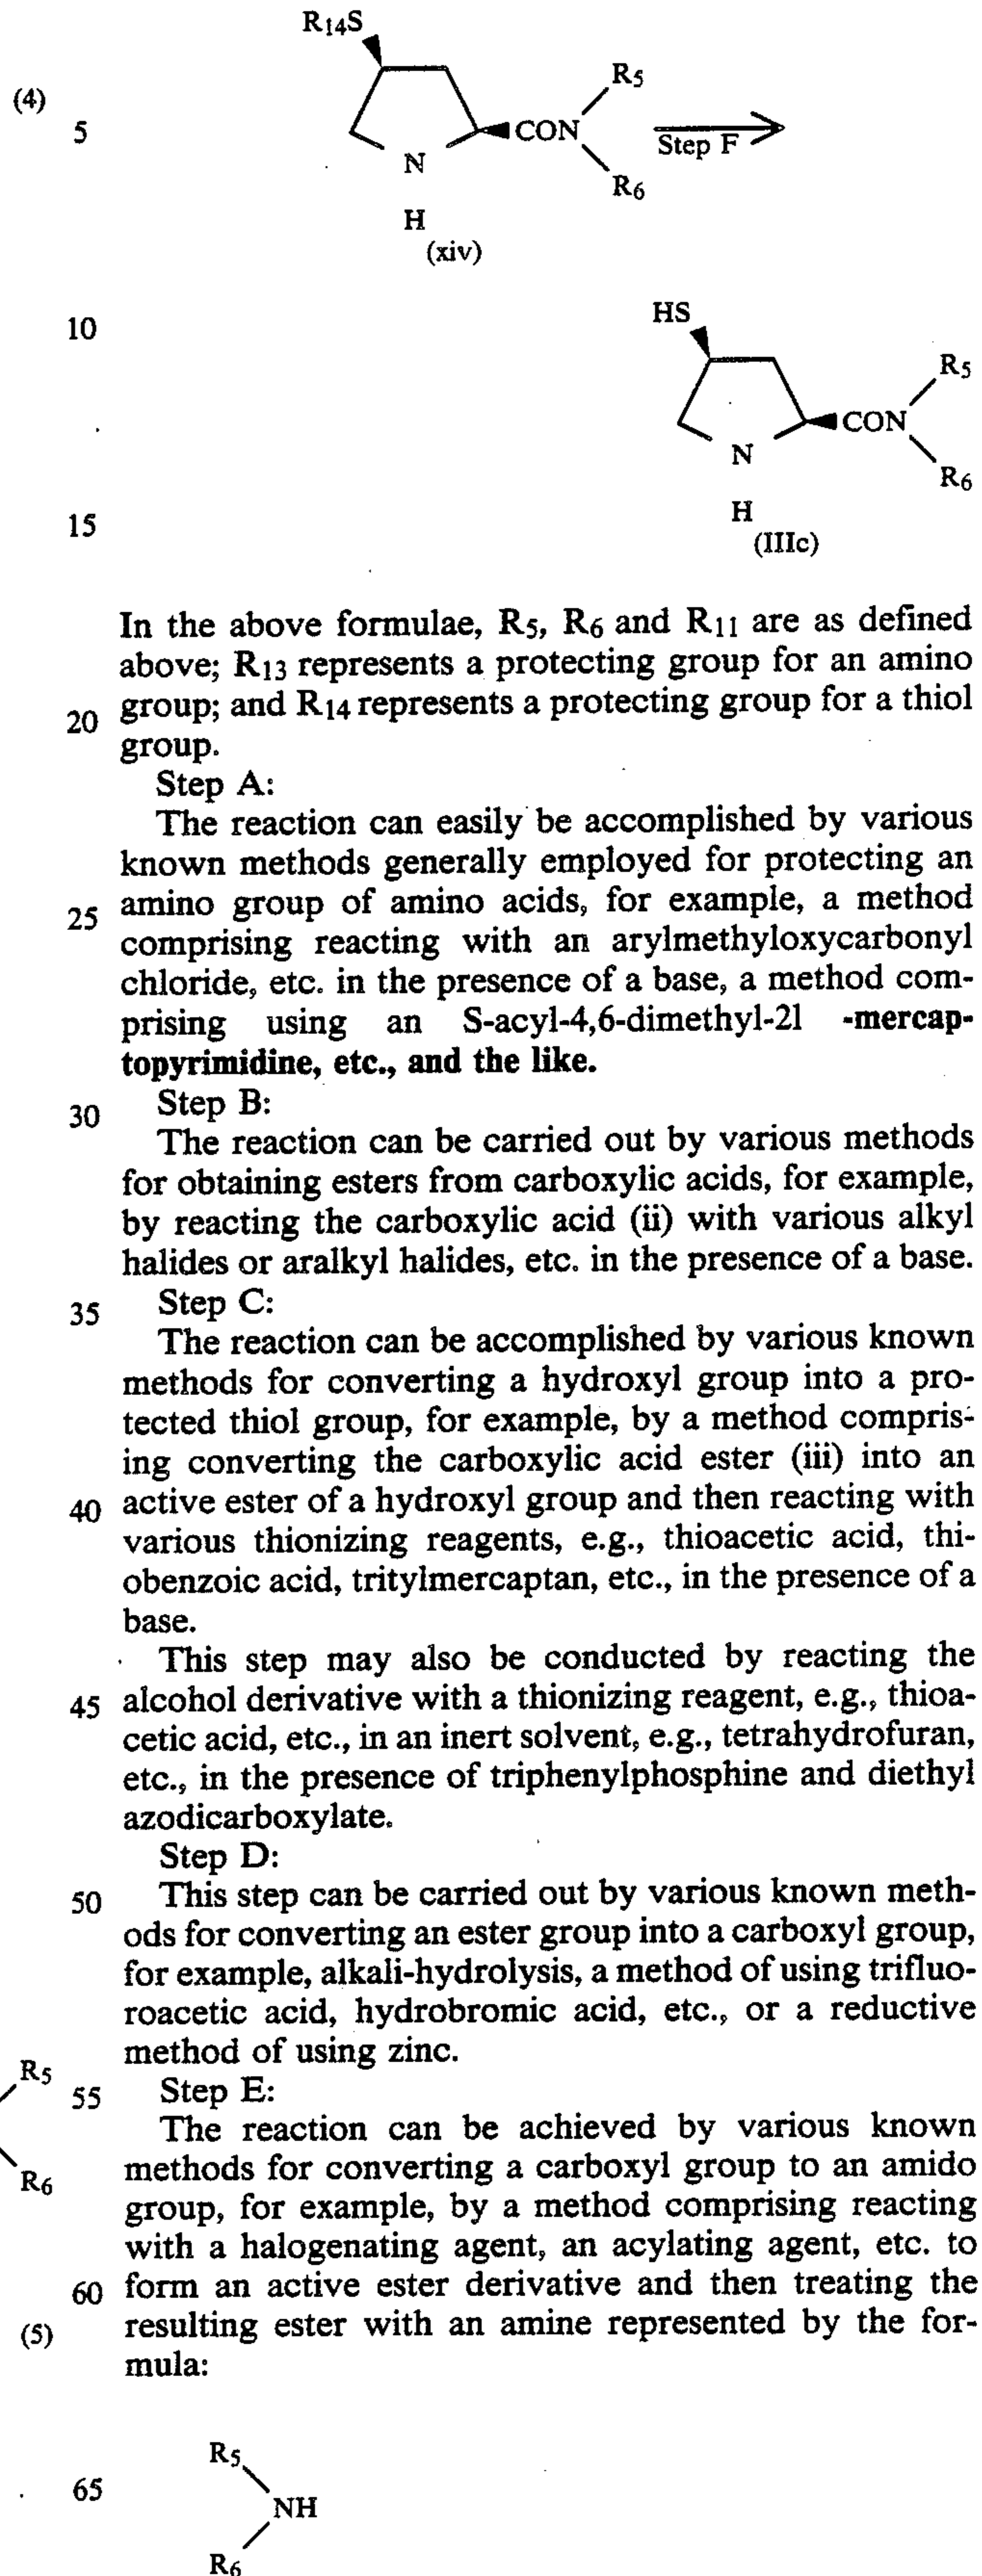 R14S
R5
(4)
5
CON
Step F
N
R6
H
(xiv)
10
HS
R5
CON
N
R6
H
15
(IIIc)
In the above formulae, R5, R6 and R11 are as defined
above; R13 represents a protecting group for an amino
20 group; and R14 represents a protecting group for a thiol
group.
Step A:
The reaction can easily be accomplished by various
known methods generally employed for protecting an
25 amino group of amino acids, for example, a method
comprising reacting with an arylmethyloxycarbonyl
chloride, etc. in the presence of a base, a method com-
prising using an S-acyl-4,6-dimethyl-2l -mercap-
topyrimidine, etc., and the like.
30 Step B:
The reaction can be carried out by various methods
for obtaining esters from carboxylic acids, for example,
by reacting the carboxylic acid (ii) with various alkyl
halides or aralkyl halides, etc. in the presence of a base.
35 Step C:
The reaction can be accomplished by various known
methods for converting a hydroxyl group into a pro-
tected thiol group, for example, by a method compris-
ing converting the carboxylic acid ester (iii) into an
40 active ester of a hydroxyl group and then reacting with
various thionizing reagents, e.g., thioacetic acid, thi-
obenzoic acid, tritylmercaptan, etc., in the presence of a
base.
This step may also be conducted by reacting the
45 alcohol derivative with a thionizing reagent, e.g., thioa-
cetic acid, etc., in an inert solvent, e.g., tetrahydrofuran,
etc., in the presence of triphenylphosphine and diethyl
azodicarboxylate.
Step D:
50 This step can be carried out by various known meth-
ods for converting an ester group into a carboxyl group,
for example, alkali-hydrolysis, a method of using trifluo-
roacetic acid, hydrobromic acid, etc., or a reductive
method of using zinc.
R5
55 Step E:
The reaction can be achieved by various known
R6
methods for converting a carboxyl group to an amido
group, for example, by a method comprising reacting
with a halogenating agent, an acylating agent, etc. to
60 form an active ester derivative and then treating the
(5)
resulting ester with an amine represented by the for-
mula:
R5
65
NH
R6